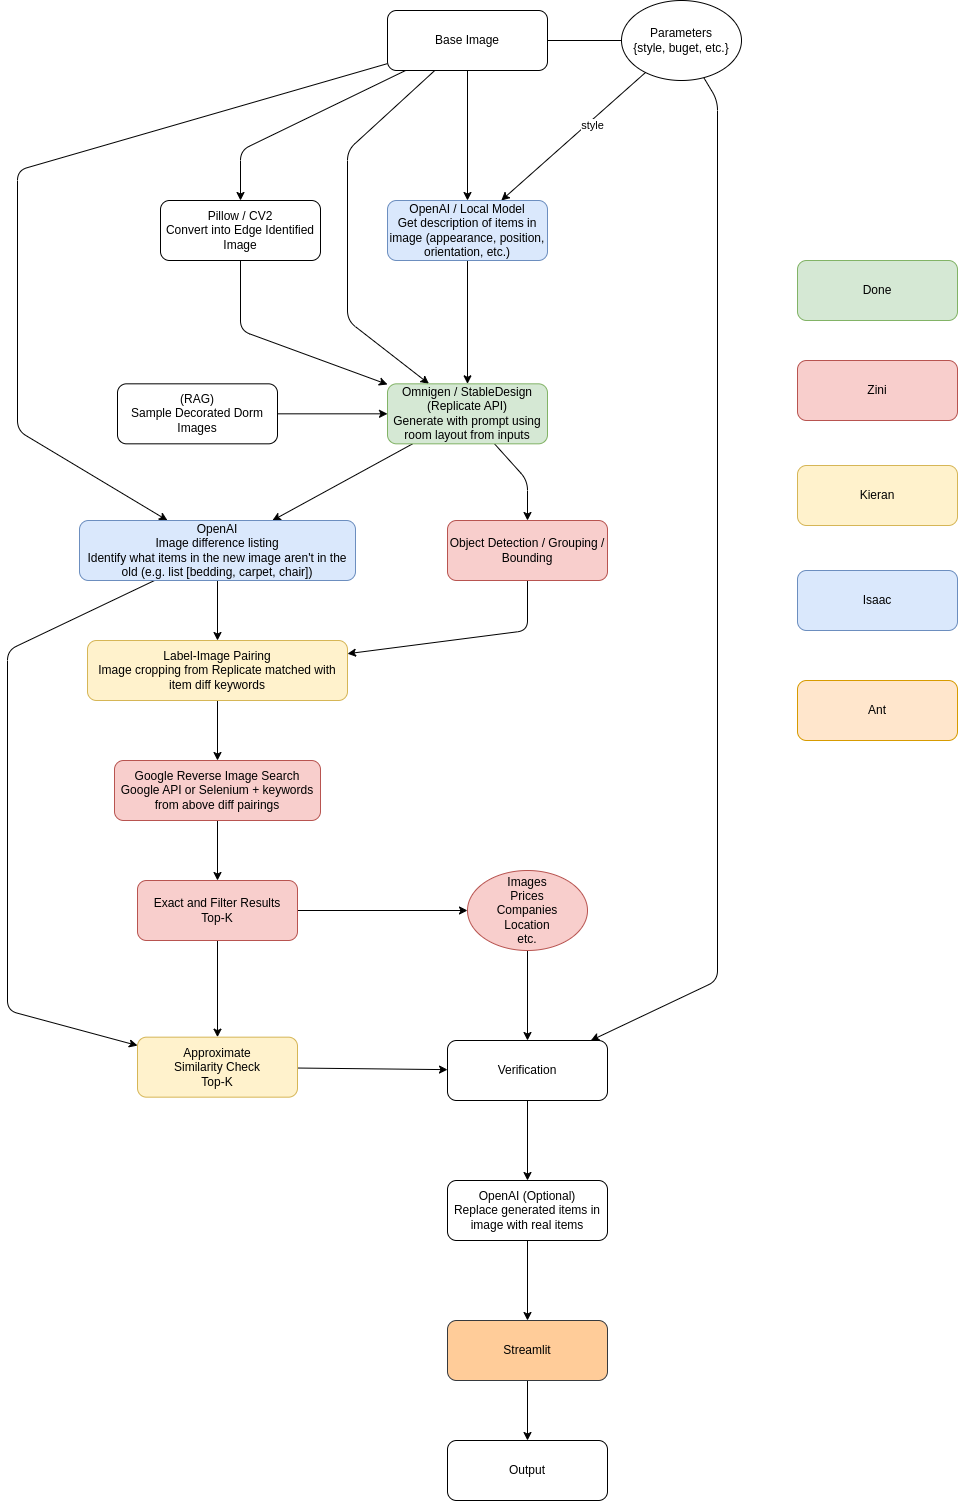 Base Image
Parameters
{style, buget, etc.}
style
Pillow / CV2
Convert into Edge Identified
Image
OpenAI / Local Model
Get description of items in
image (appearance, position,
orientation, etc.)
Done
Zini
(RAG)
Sample Decorated Dorm
Images
Omnigen / StableDesign
(Replicate API)
Generate with prompt using
room layout from inputs
Kieran
OpenAI
Image difference listing
Identify what items in the new image aren't in the
old (e.g. list [bedding, carpet, chair])
Object Detection / Grouping /
Bounding
Isaac
Label-Image Pairing
Image cropping from Replicate matched with
item diff keywords
Ant
Google Reverse Image Search
Google API or Selenium + keywords
from above diff pairings
Exact and Filter Results
Top-K
Images
Prices
Companies
Location
etc.
Approximate
Similarity Check
Top-K
Verification
OpenAI (Optional)
Replace generated items in
image with real items
Streamlit
Output